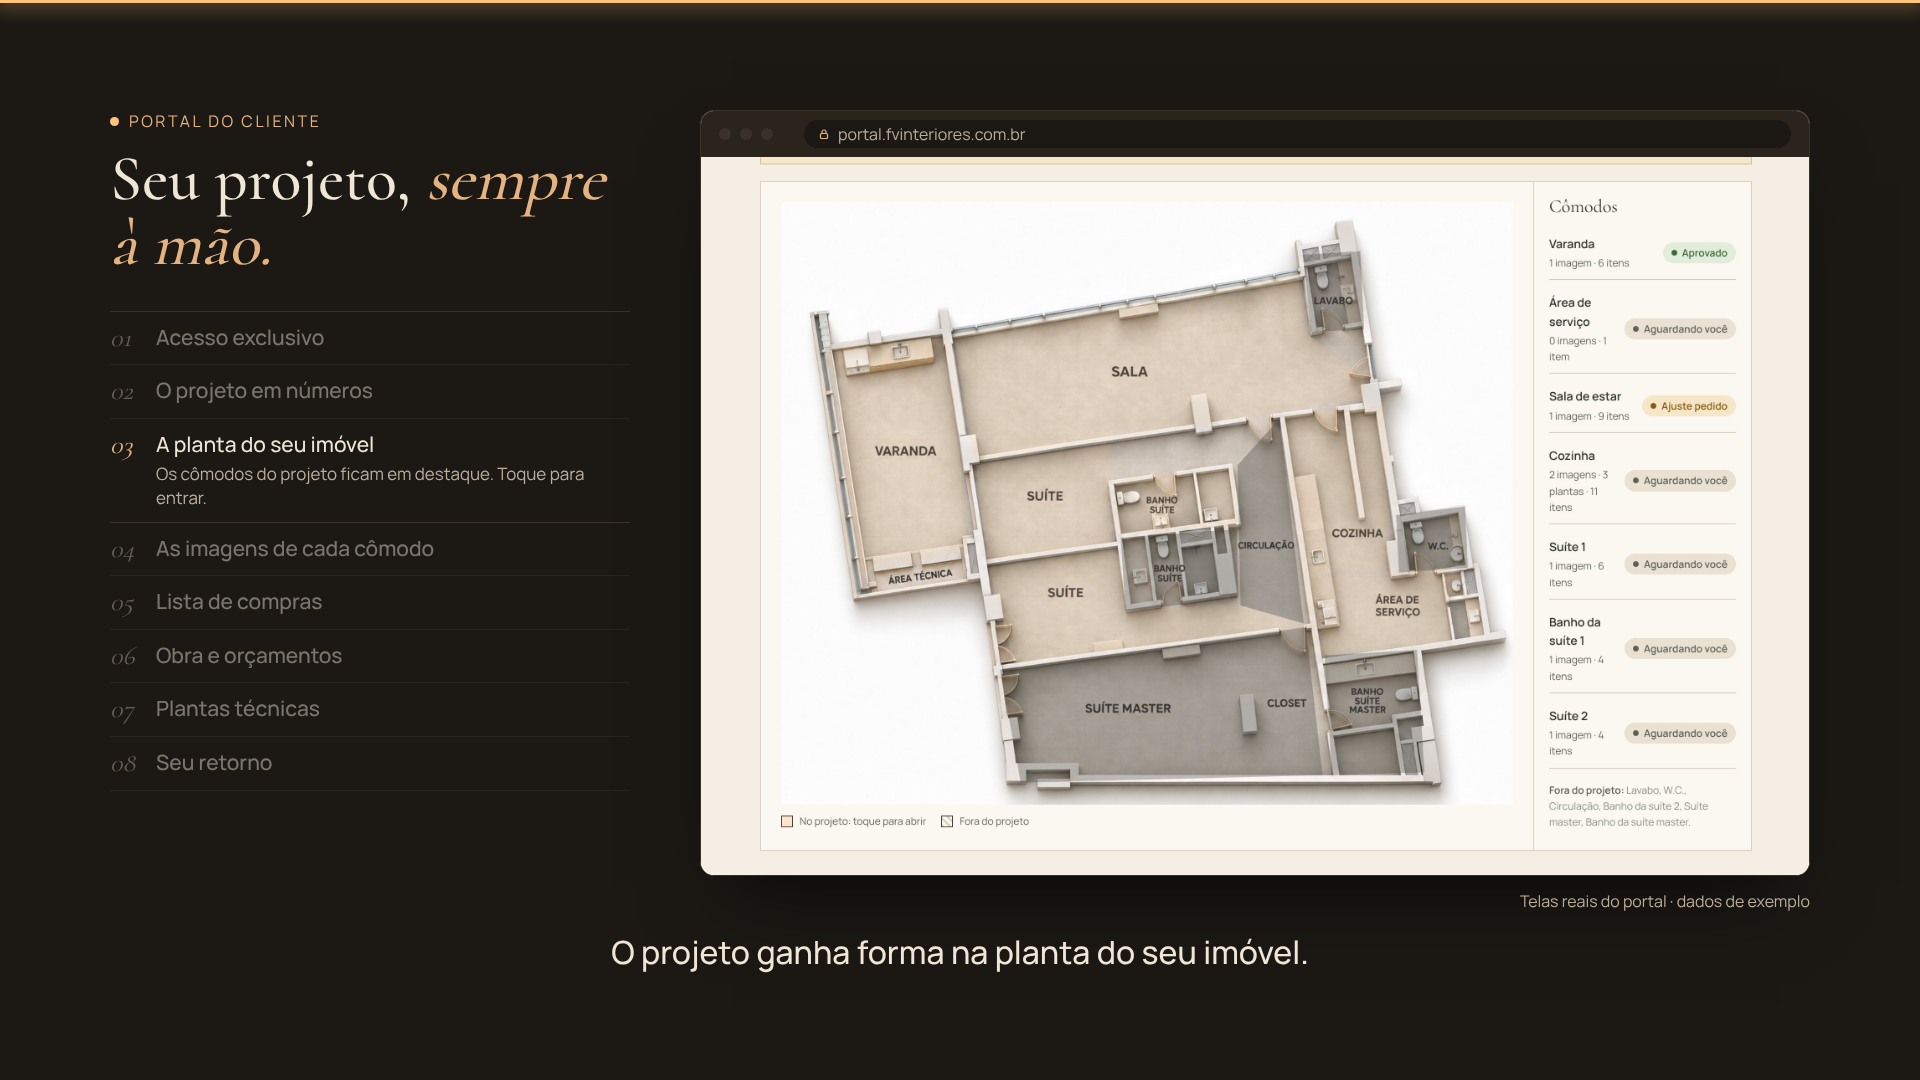 PORTAL DO CLIENTE
Seu projeto, sempre
à mão.
01 Acesso exclusivo
02 O projeto em números
03 A planta do seu imóvel
Os cômodos do projeto ficam em destaque. Toque para
entrar.
04 As imagens de cada cômodo
05 Lista de compras
06 Obra e orçamentos
07 Plantas técnicas
08 Seu retorno
portal.fvinteriores.com.br
LAVABO
SALA
VARANDA
SUÍTE
BANHO
SUÍTE
COZINHA
CIRCULAÇÃO
W.C.
BANHO
SUÍTE
ÁREA TÉCNICA
SUÍTE
ÁREA DE
SERVIÇO
SUÍTE MASTER
CLOSET
BANHO
SUÍTE
MASTER
No projeto: toque para abrir
Fora do projeto
Cômodos
Varanda
1 imagem · 6 itens
Aprovado
Área de
serviço
0 imagens · 1
item
Aguardando você
Sala de estar
1 imagem · 9 itens
Ajuste pedido
Cozinha
2 imagens · 3
plantas · 11
itens
Aguardando você
Suíte 1
1 imagem · 6
itens
Aguardando você
Banho da
suíte 1
1 imagem · 4
itens
Aguardando você
Suíte 2
1 imagem · 4
itens
Aguardando você
Fora do projeto: Lavabo, W.C.,
Circulação, Banho da suíte 2, Suíte
master, Banho da suíte master.
Telas reais do portal · dados de exemplo
O projeto ganha forma na planta do seu imóvel.